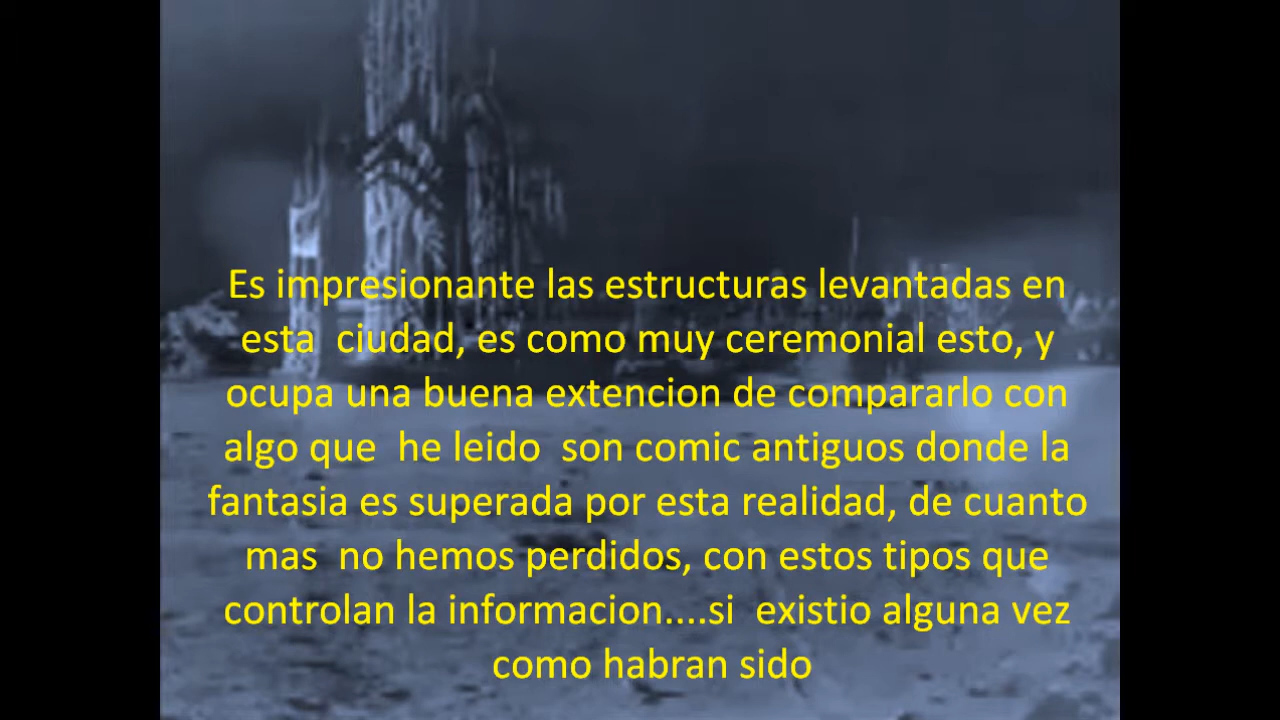 Es impresionante las estructuras levantadas en
esta  ciudad, es como muy ceremonial esto, y
ocupa una buena extencion de compararlo con
algo que  he leido  son comic antiguos donde la
fantasia es superada por esta realidad, de cuanto
mas  no hemos perdidos, con estos tipos que
controlan la informacion....si  existio alguna vez
como habran sido